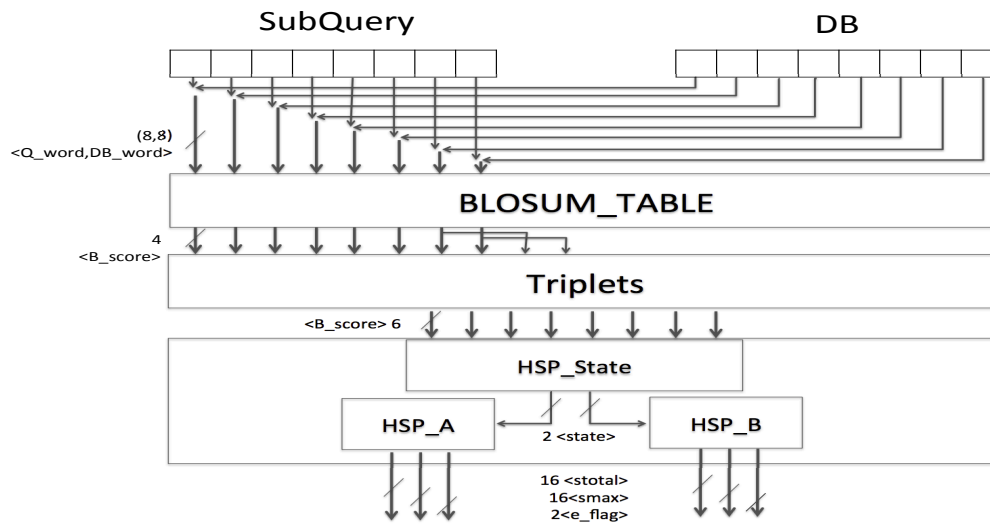 SubQuery
DB
(8,8)
<Q_word,DB_word>
BLOSUM_TABLE
4
<B_score>
Triplets
<B_score> 6
HSP_State
HSP_A
HSP_B
2 <state>
16 <stotal>
16<smax>
2<e_flag>